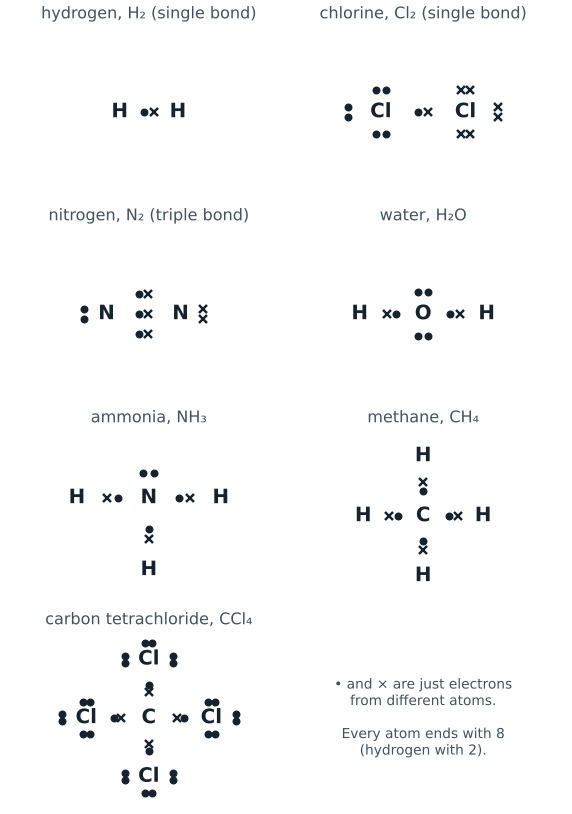 hydrogen, H₂ (single bond)
chlorine, Cl₂ (single bond)
H •× H
•• ××
: Cl •× Cl ×
×
•• ××
nitrogen, N₂ (triple bond)
water, H₂O
•×
: N •× N ×
×
•×
••
H ו O •× H
••
ammonia, NH₃
methane, CH₄
••
H ו N •× H
•
×
H
H
×
•
H ו C •× H
•
×
H
carbon tetrachloride, CCl₄
••
: Cl :
•
×
••
: Cl •× C
••
••
ו Cl :
••
×
•
: Cl :
••
• and × are just electrons
from different atoms.
Every atom ends with 8
(hydrogen with 2).